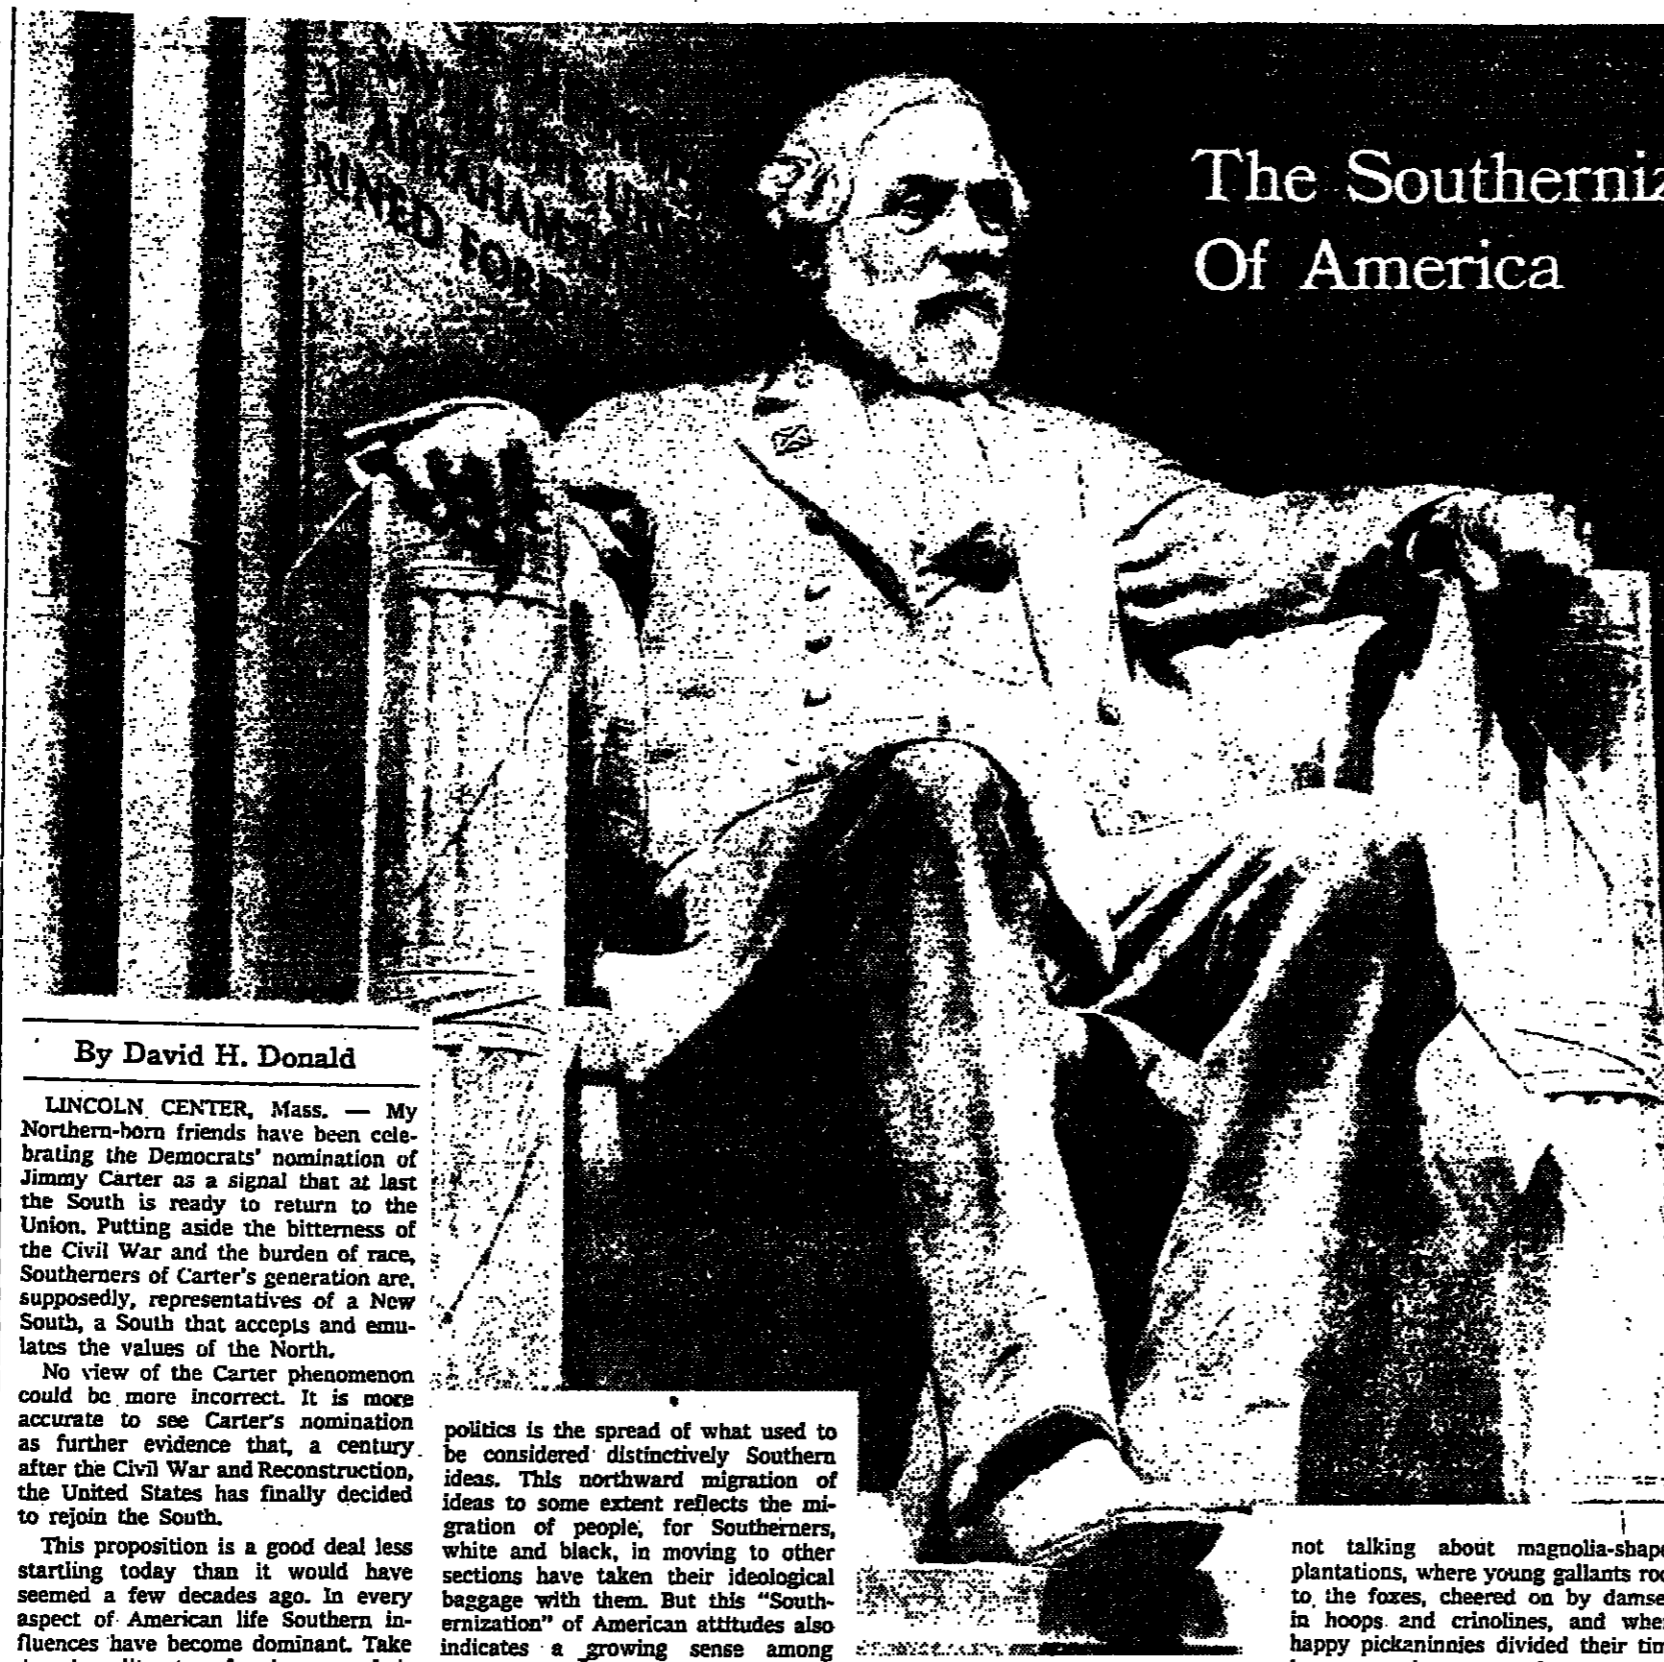 ABRAHAM
FOR
The Southerniz
Of America
By David H. Donald
LINCOLN CENTER, Mass. — My
Northern-born friends have been cele-
brating the Democrats' nomination of
Jimmy Carter as a signal that at last
the South is ready to return to the
Union. Putting aside the bitterness of
the Civil War and the burden of race,
Southerners of Carter's generation are,
supposedly, representatives of a New
South, a South that accepts and emu-
lates the values of the North.
No view of the Carter phenomenon
could be more incorrect. It is more
accurate to see Carter's nomination
as further evidence that, a century
after the Civil War and Reconstruction,
the United States has finally decided
to rejoin the South.
This proposition is a good deal less
startling today than it would have
seemed a few decades ago. In every
aspect of American life Southern in-
fluences have become dominant. Take
politics is the spread of what used to
be considered distinctively Southern
ideas. This northward migration of
ideas to some extent reflects the mi-
gration of people, for Southerners,
white and black, in moving to other
sections have taken their ideological
baggage with them. But this "South-
ernization" of American attitudes also
indicates a growing sense among
not talking about magnolia-shape
plantations, where young gallants rod
to the foxes, cheered on by damse
in hoops and crinolines, and wher
happy pickaninnies divided their tim